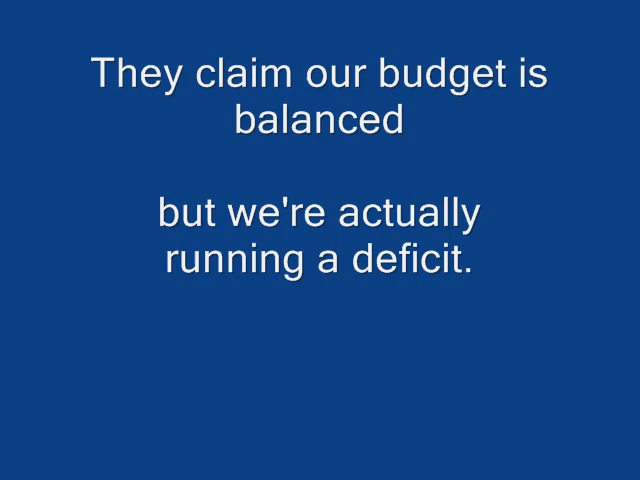 They claim our budget is
balanced
but we're actually
running a deficit.